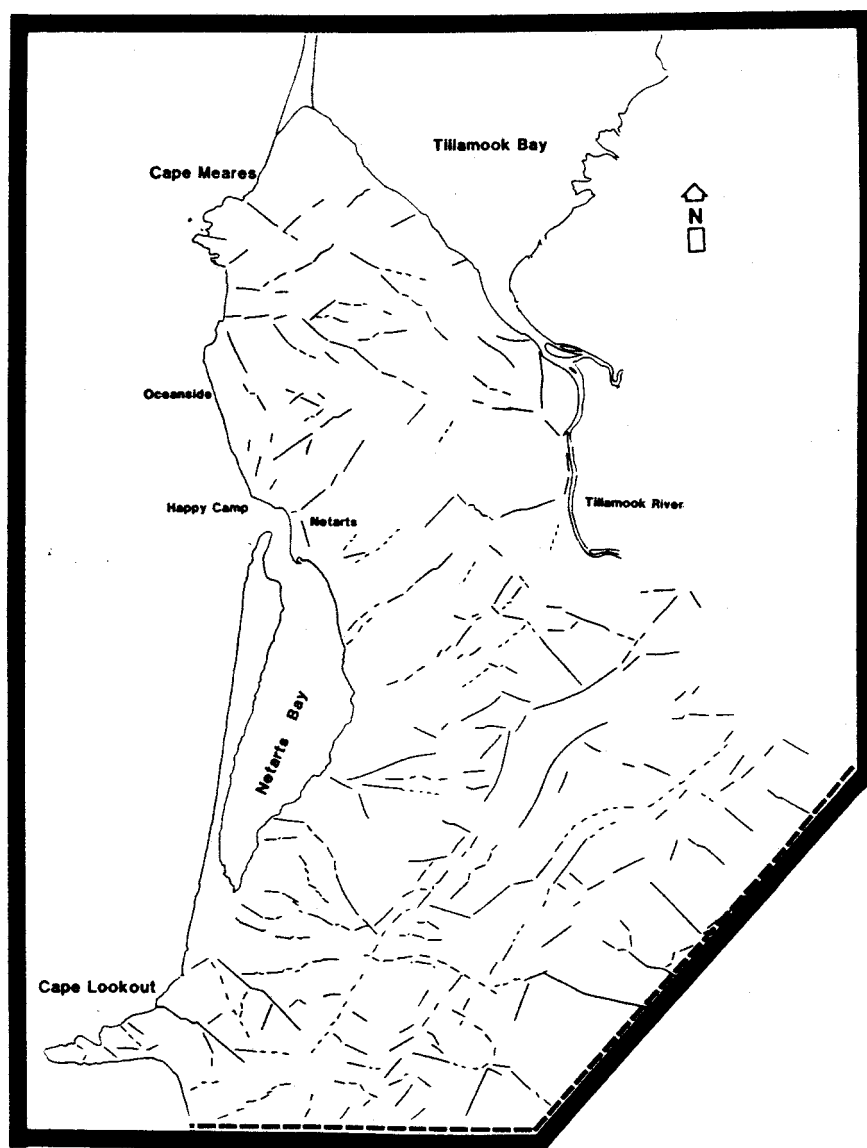 Tillamook Bay
Cape Meares
N
Oceanside
Happy Camp
Netarts
Tillamook River
Netarts Bay
Cape Lookout